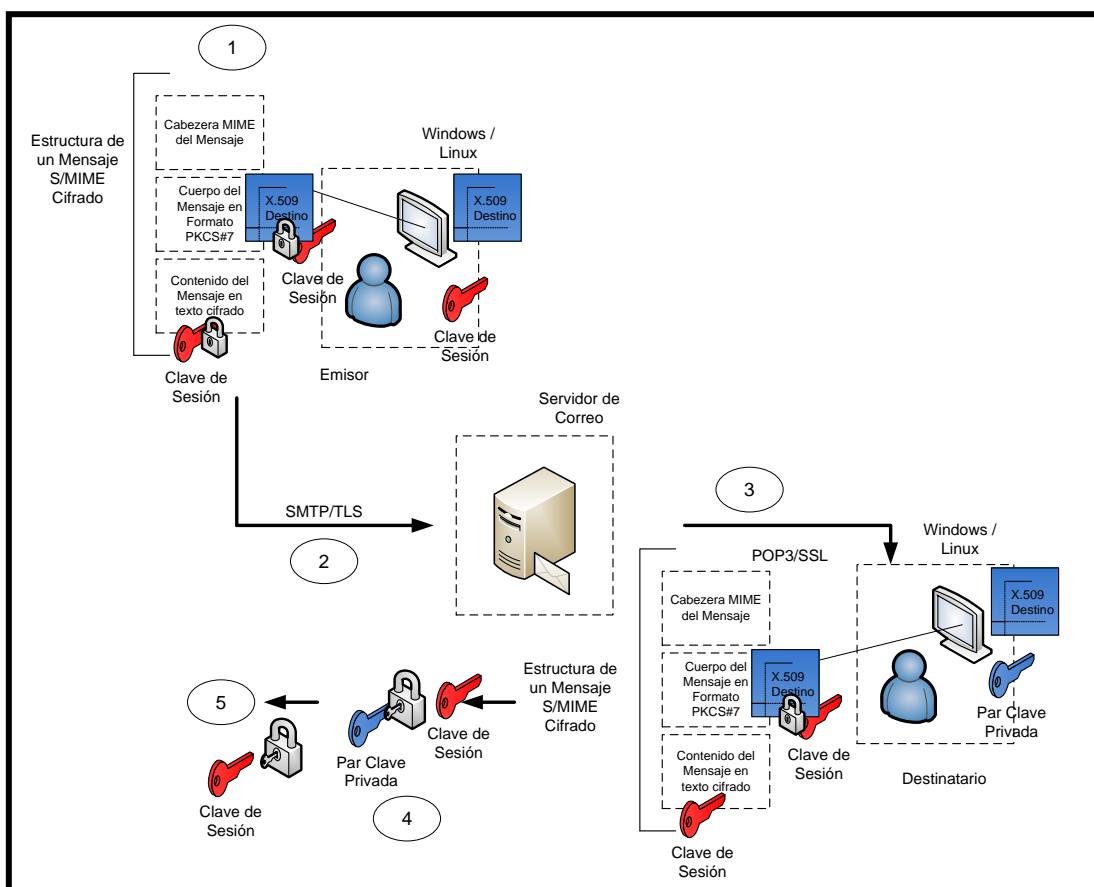 1
Estructura de
un Mensaje
S/MIME
Cifrado
Cabezera MIME
del Mensaje
Cuerpo del
Mensaje en
Formato
PKCS#7
X.509
Destino
Clave de
Sesión
Contenido del
Mensaje en
texto cifrado
Clave de
Sesión
Windows /
Linux
X.509
Destino
Clave de
Sesión
Emisor
SMTP/TLS
2
Servidor de
Correo
3
POP3/SSL
Windows /
Linux
Cabezera MIME
del Mensaje
Cuerpo del
Mensaje en
Formato
PKCS#7
X.509
Destino
Clave de
Sesión
Contenido del
Mensaje en
texto cifrado
Clave de
Sesión
X.509
Destino
Par Clave
Privada
Destinatario
Estructura de
un Mensaje
S/MIME
Cifrado
Clave de
Sesión
Par Clave
Privada
4
5
Clave de
Sesión